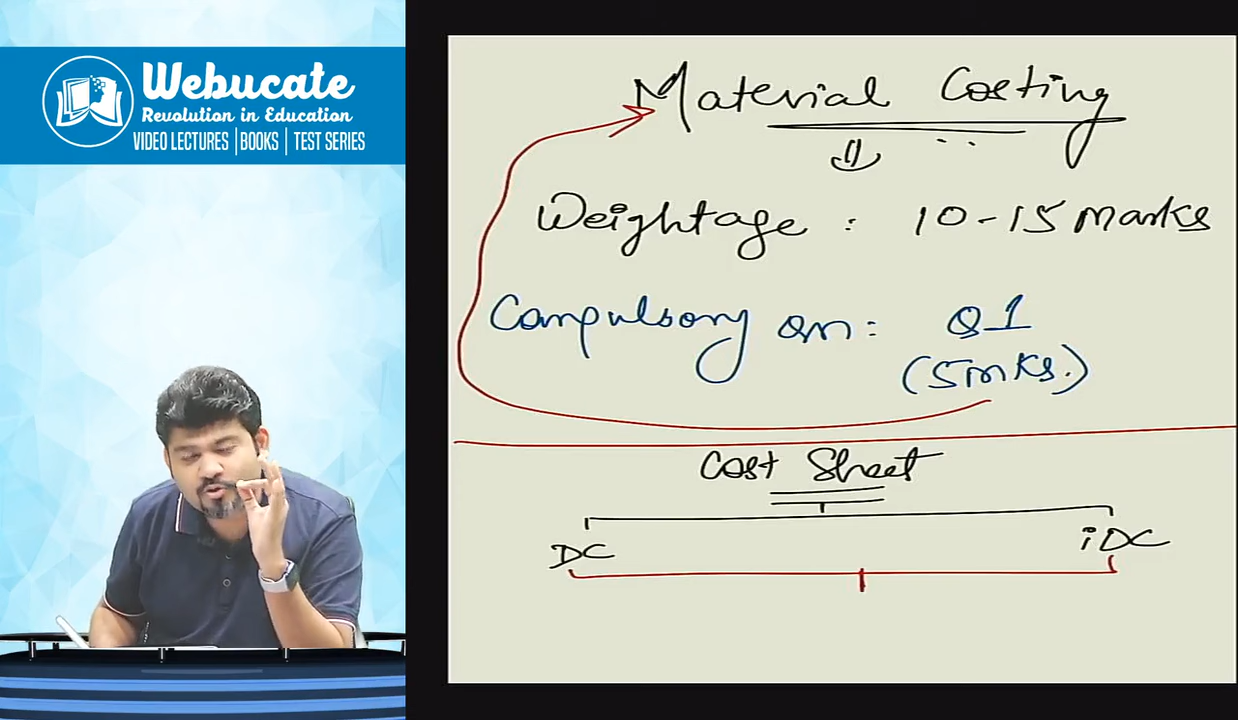 Webucate
Revolution in Education
VIDEO LECTURES | BOOKS | TEST SERIES
Material Costing
Weightage : 10-15 marks
Compulsory Qn: Q1
(5mks.)
Cost Sheet
DC
iDC